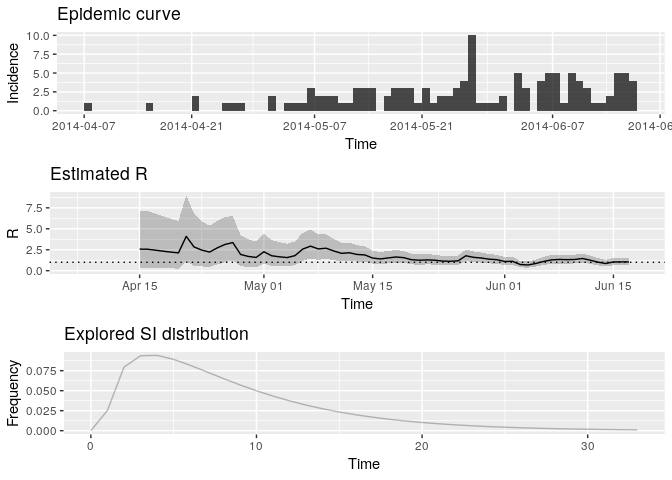 Epidemic curve
Incidence
10.0
7.5
5.0
2.5
0.0
2014-04-07 2014-04-21 2014-05-07 2014-05-21 2014-06-07 2014-06
Time
Estimated R
R
7.5
5.0
2.5
0.0
Apr 15 May 01 May 15 Jun 01 Jun 15
Time
Explored SI distribution
Frequency
0.075
0.050
0.025
0.000
0 10 20 30
Time